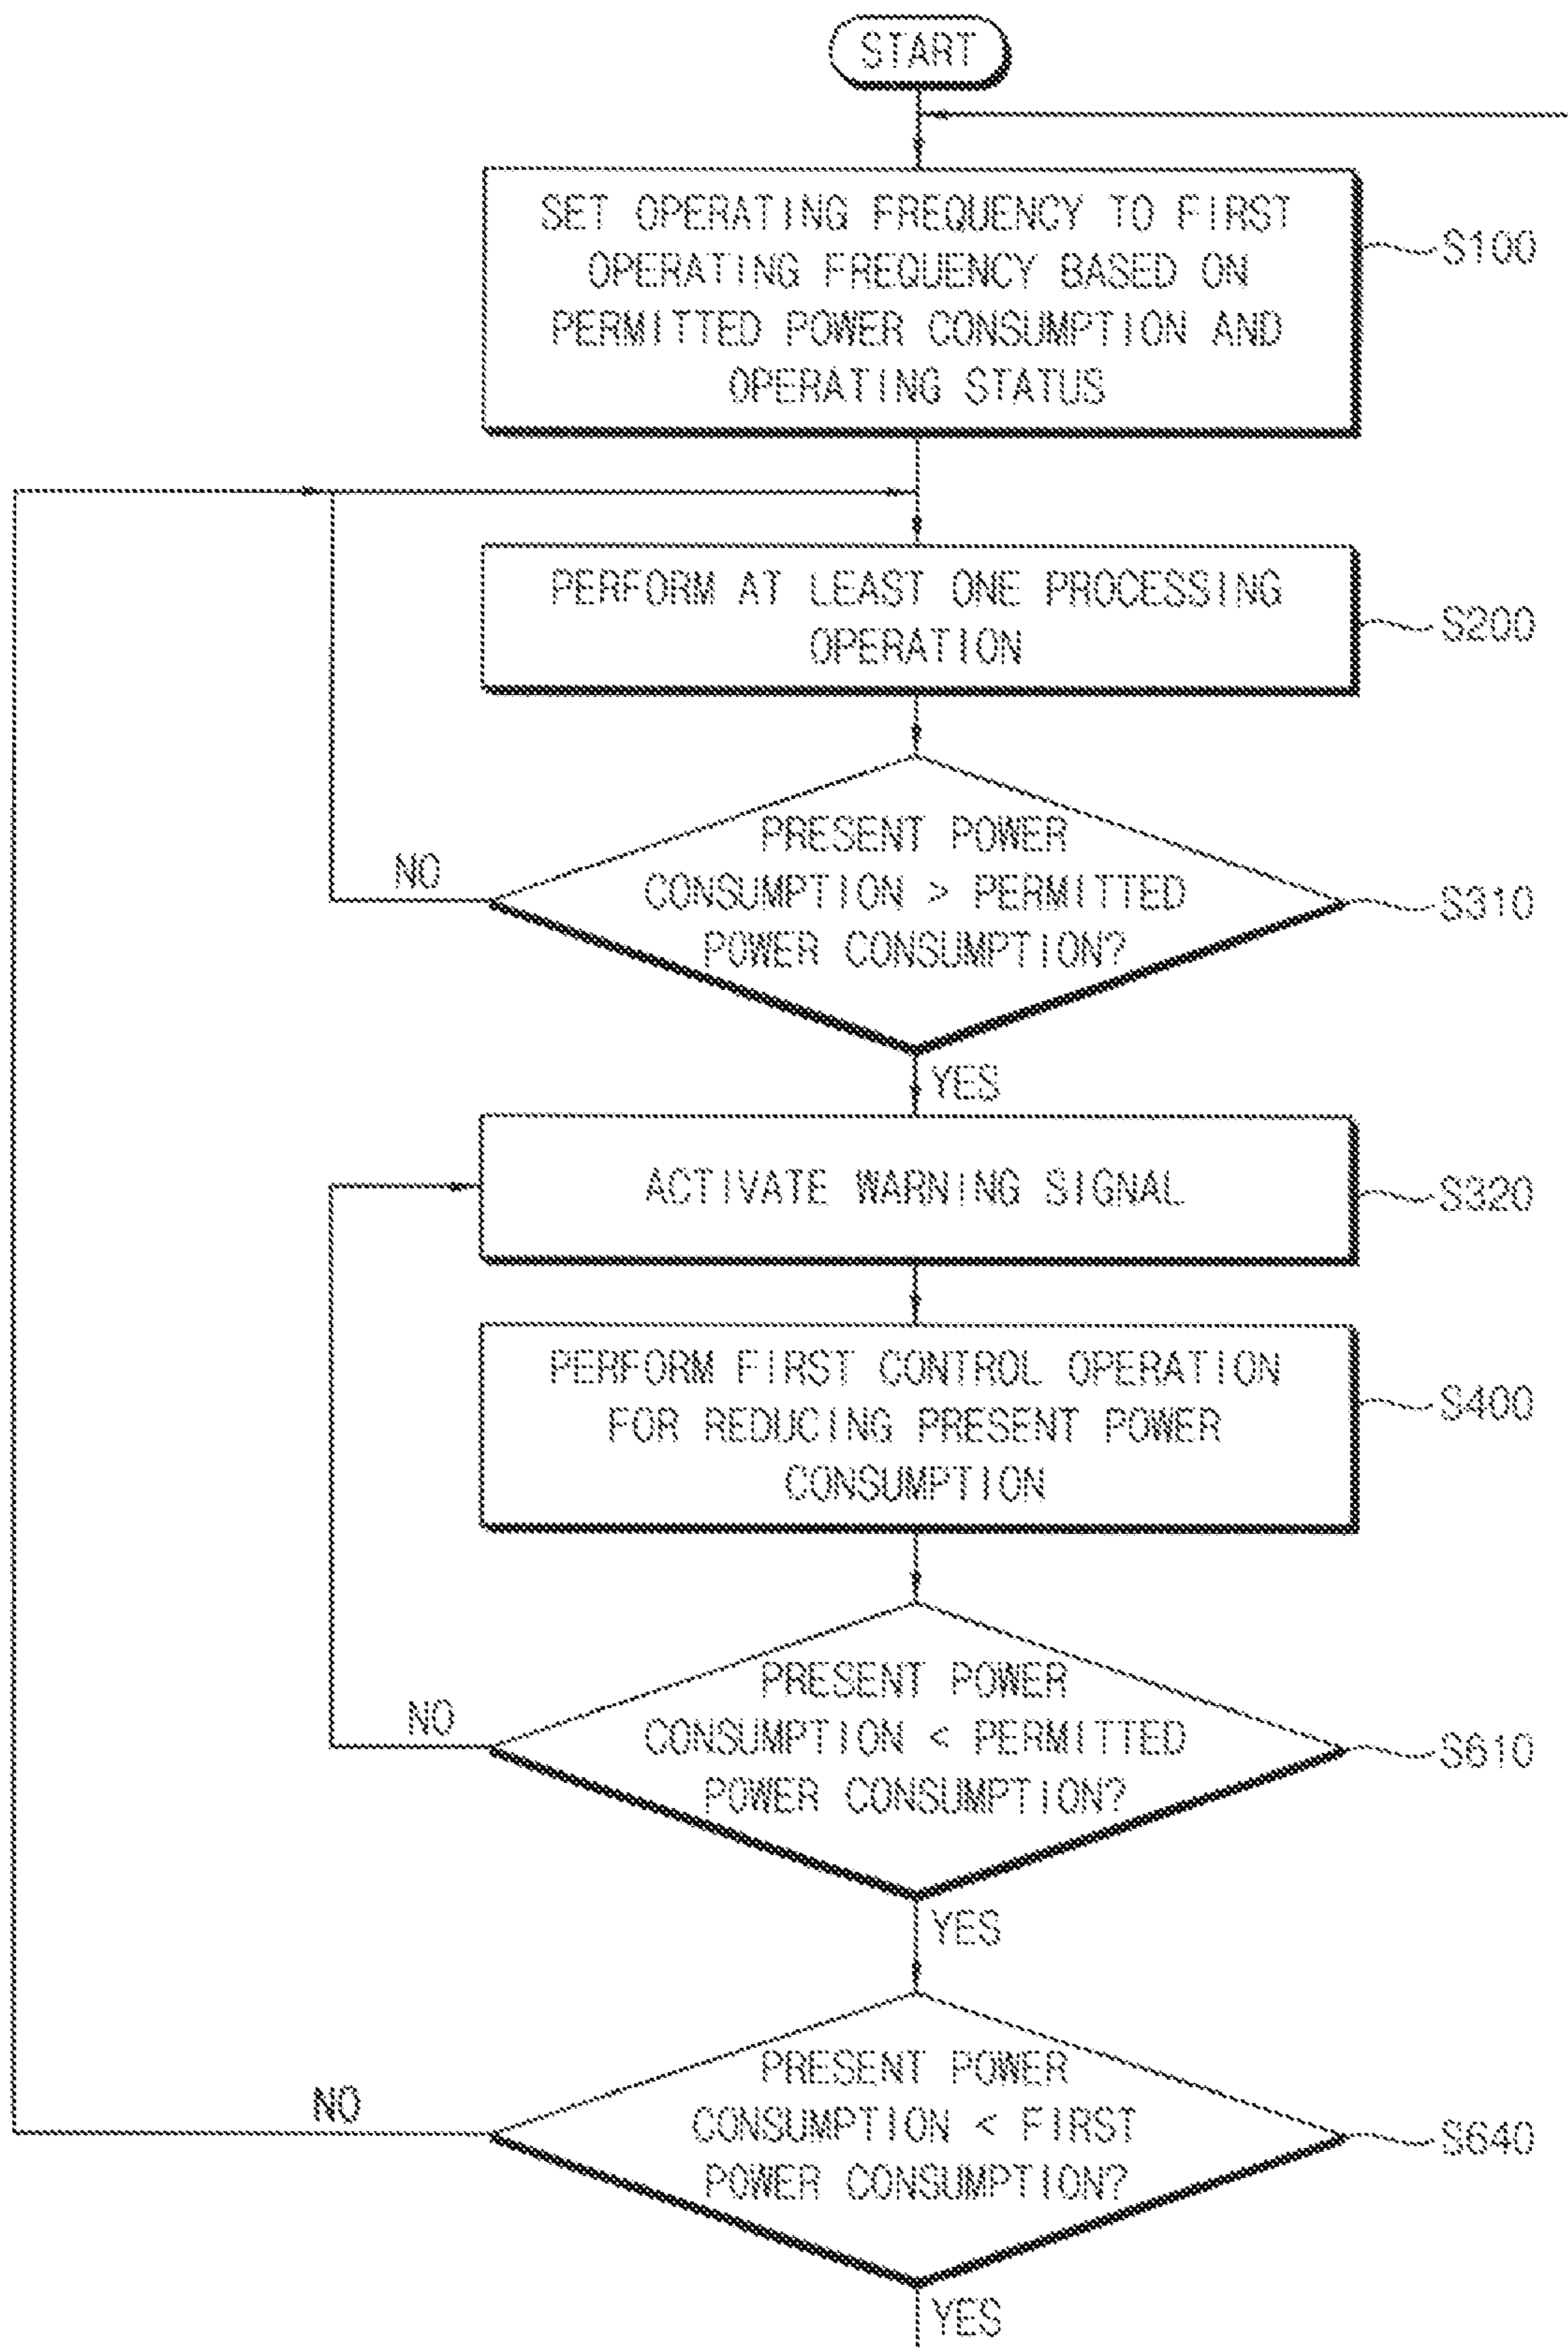 START
SET OPERATING FREQUENCY TO FIRST
OPERATING FREQUENCY BASED ON
PERMITTED POWER CONSUMPTION AND
OPERATING STATUS
S100
PERFORM AT LEAST ONE PROCESSING
OPERATION
S200
PRESENT POWER
CONSUMPTION > PERMITTED
POWER CONSUMPTION?
NO
S310
YES
ACTIVATE WARNING SIGNAL
S320
PERFORM FIRST CONTROL OPERATION
FOR REDUCING PRESENT POWER
CONSUMPTION
S400
PRESENT POWER
CONSUMPTION < PERMITTED
POWER CONSUMPTION?
NO
S610
YES
PRESENT POWER
CONSUMPTION < FIRST
POWER CONSUMPTION?
NO
S640
YES